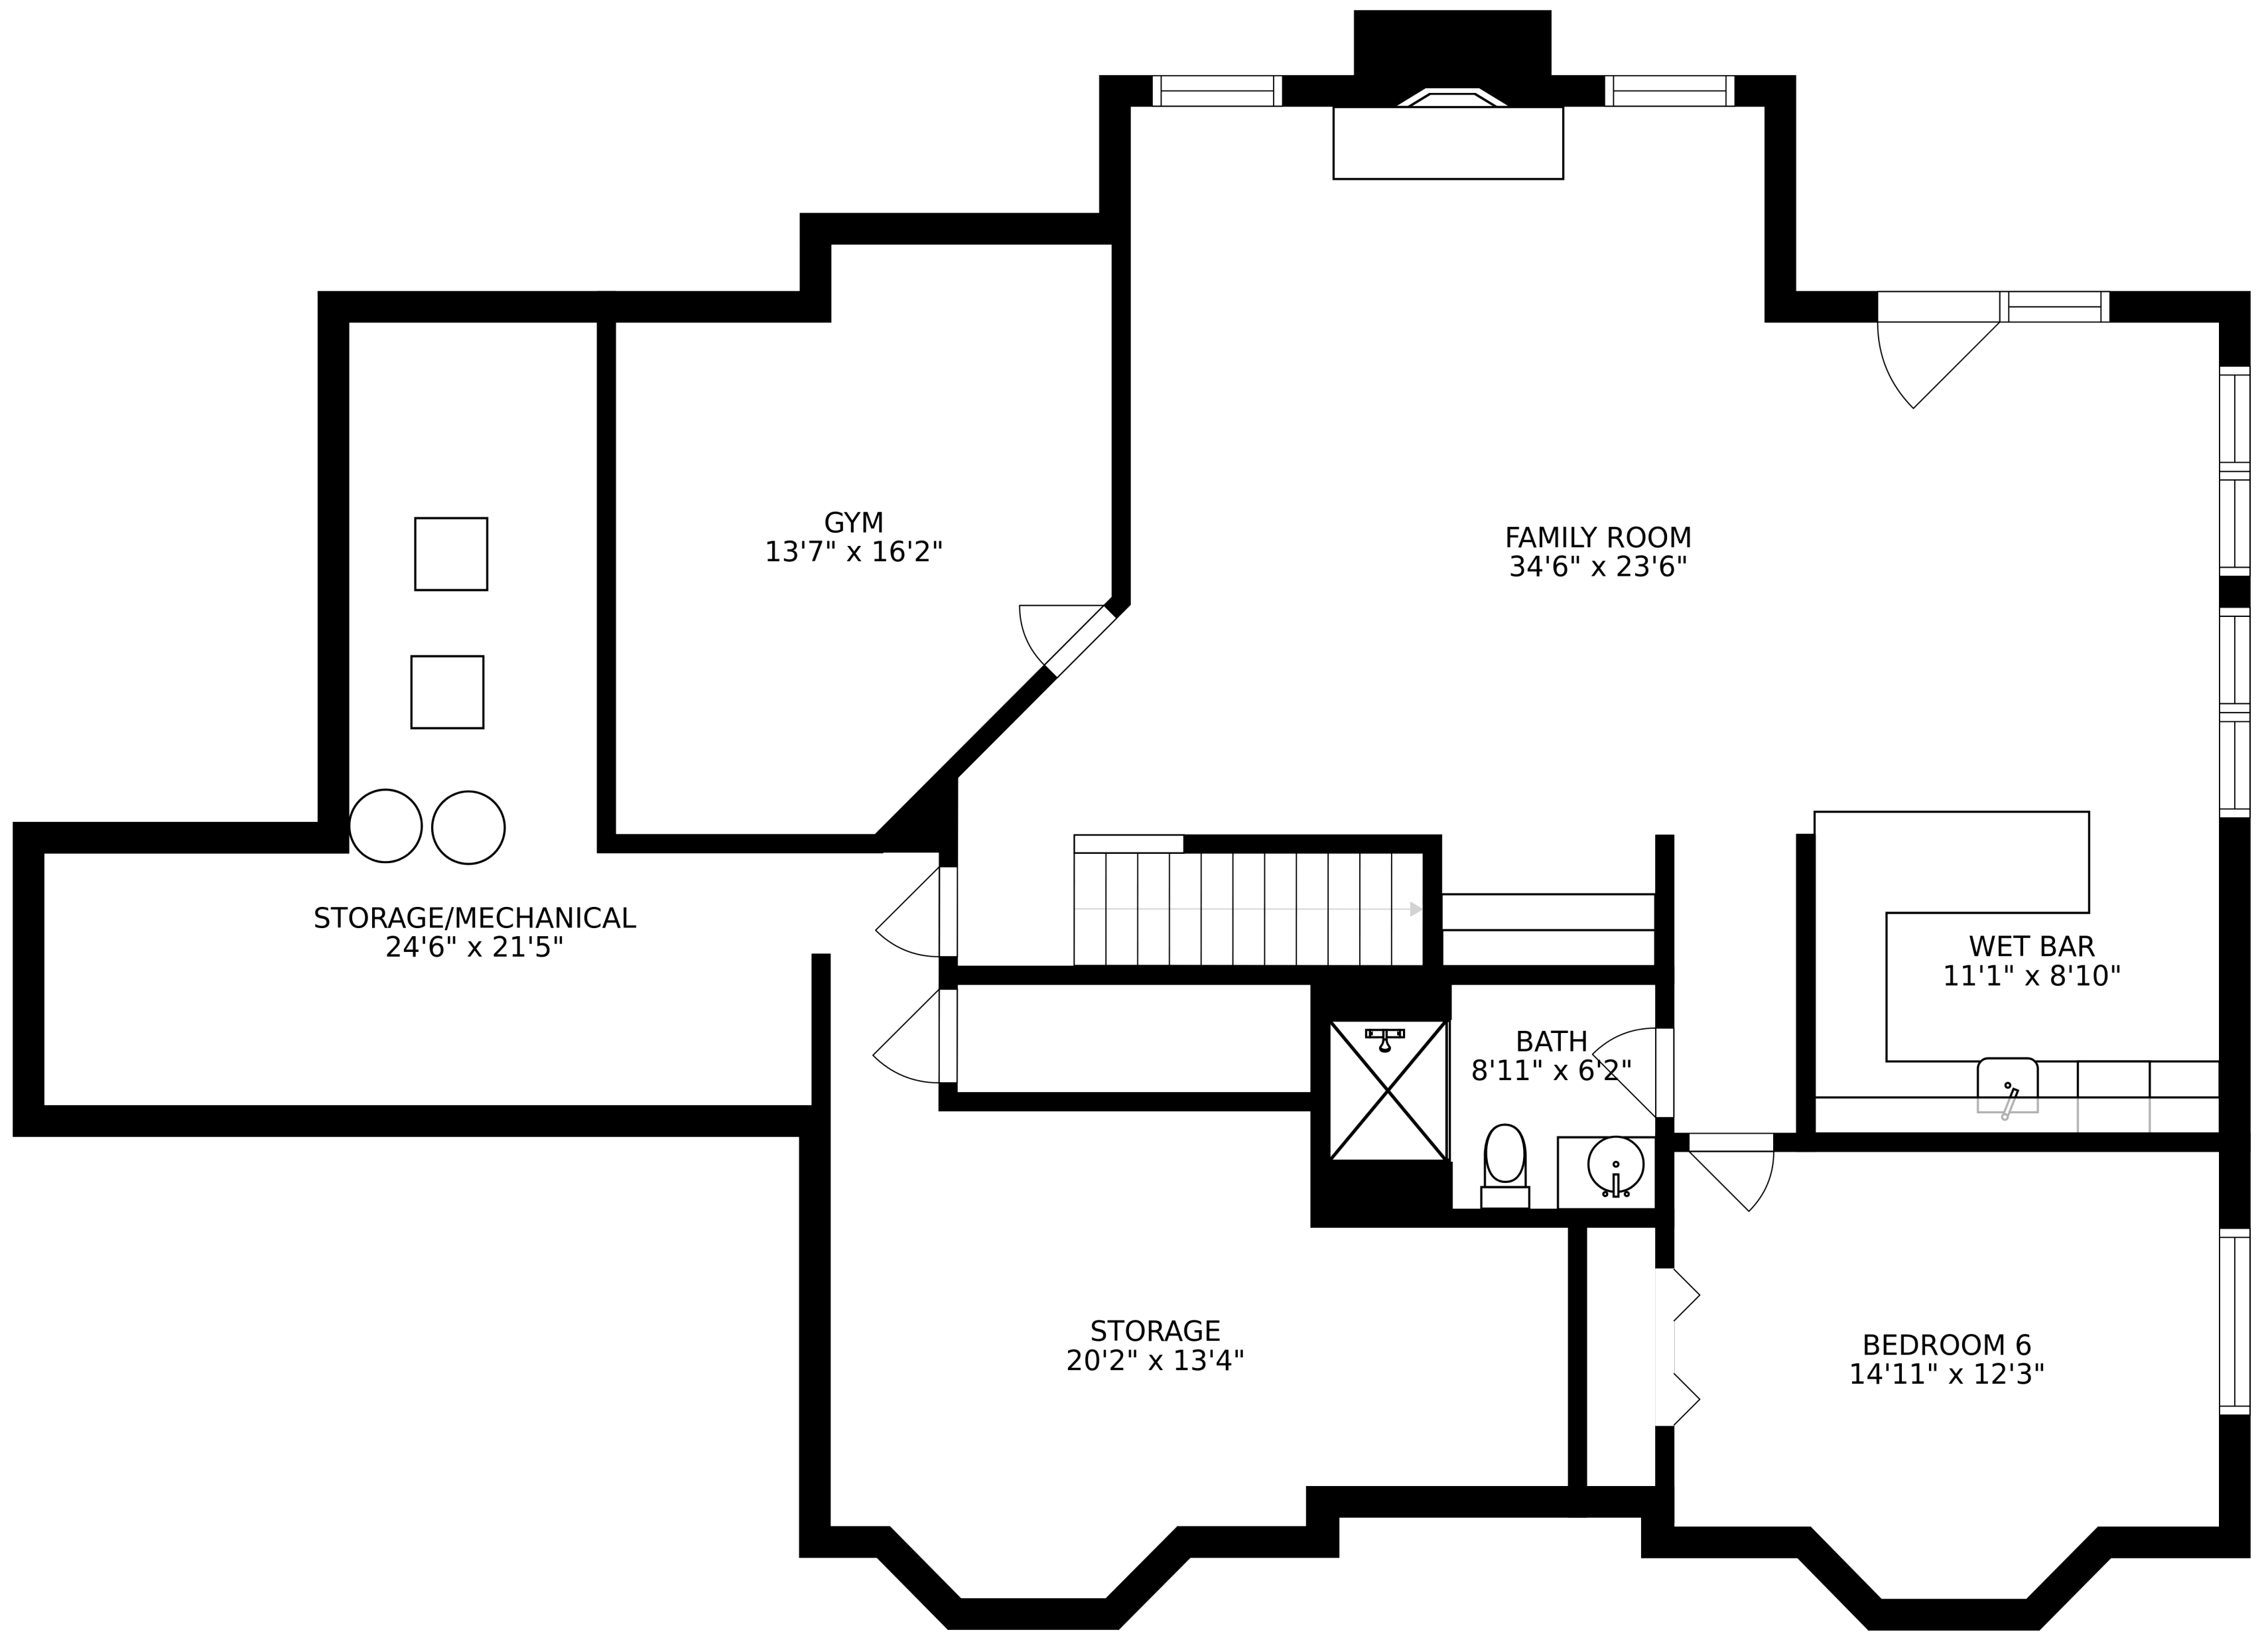 GYM
13'7" x 16'2"
FAMILY ROOM
34'6" x 23'6"
STORAGE/MECHANICAL
24'6" x 21'5"
WET BAR
11'1" x 8'10"
BATH
8'11" x 6'2"
STORAGE
20'2" x 13'4"
BEDROOM 6
14'11" x 12'3"